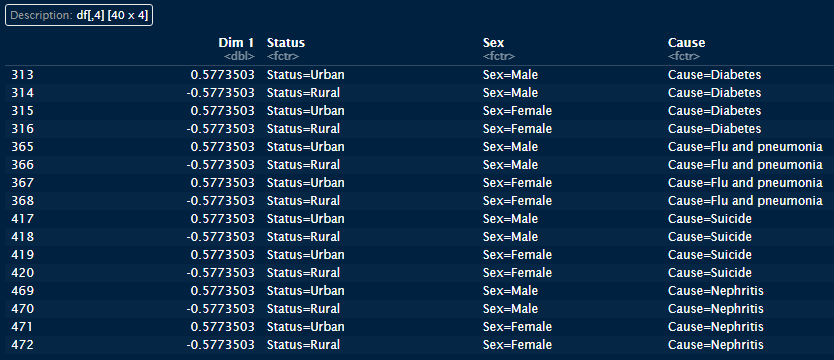 Description: df[,4] [40 x 4]
Dim 1 Status Sex Cause
<dbl> <fctr> <fctr> <fctr>
313 0.5773503 Status=Urban Sex=Male Cause=Diabetes
314 -0.5773503 Status=Rural Sex=Male Cause=Diabetes
315 0.5773503 Status=Urban Sex=Female Cause=Diabetes
316 -0.5773503 Status=Rural Sex=Female Cause=Diabetes
365 0.5773503 Status=Urban Sex=Male Cause=Flu and pneumonia
366 -0.5773503 Status=Rural Sex=Male Cause=Flu and pneumonia
367 0.5773503 Status=Urban Sex=Female Cause=Flu and pneumonia
368 -0.5773503 Status=Rural Sex=Female Cause=Flu and pneumonia
417 0.5773503 Status=Urban Sex=Male Cause=Suicide
418 -0.5773503 Status=Rural Sex=Male Cause=Suicide
419 0.5773503 Status=Urban Sex=Female Cause=Suicide
420 -0.5773503 Status=Rural Sex=Female Cause=Suicide
469 0.5773503 Status=Urban Sex=Male Cause=Nephritis
470 -0.5773503 Status=Rural Sex=Male Cause=Nephritis
471 0.5773503 Status=Urban Sex=Female Cause=Nephritis
472 -0.5773503 Status=Rural Sex=Female Cause=Nephritis